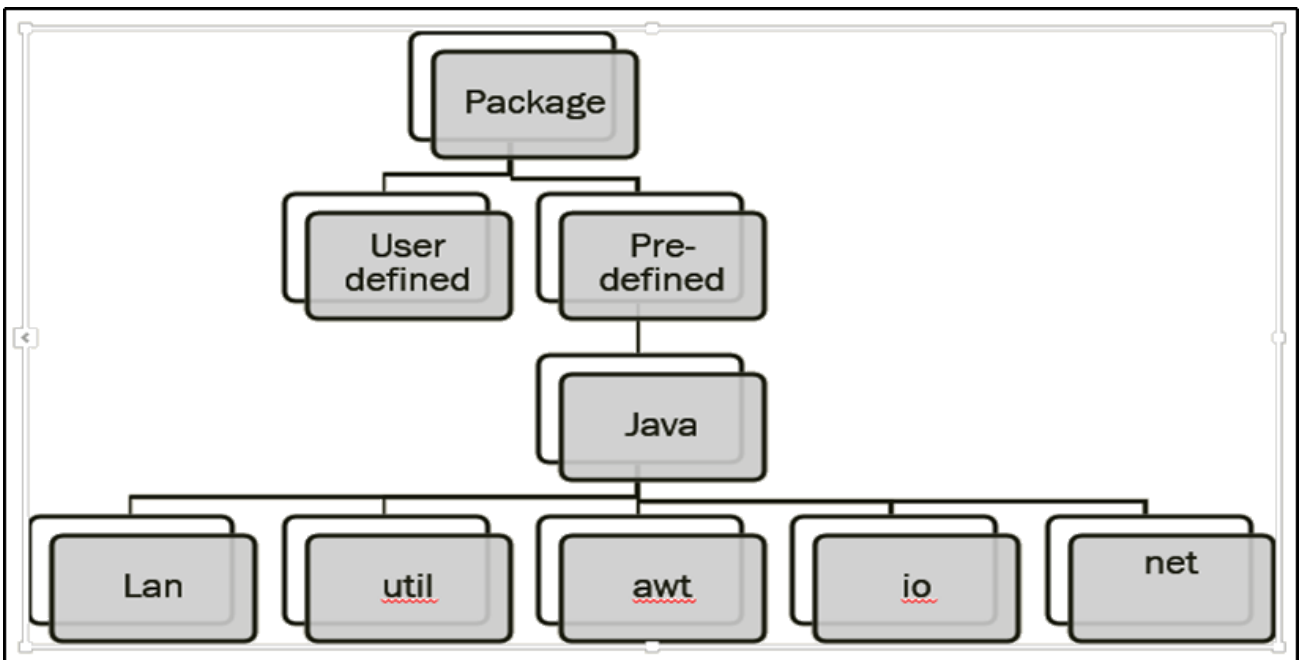 Package
User
defined
Pre-
defined
Java
Lan
util
awt
io
net